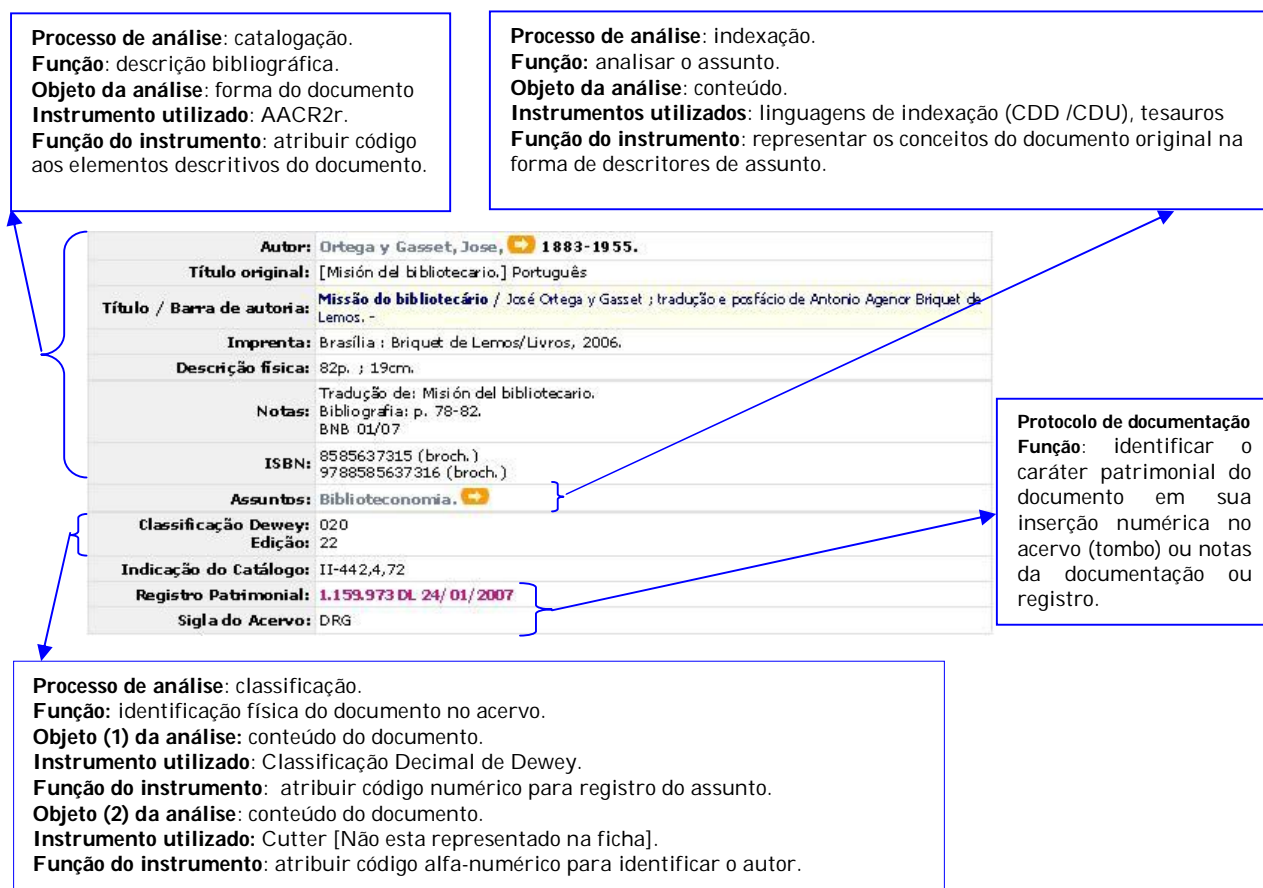 Processo de análise: catalogação.
Função: descrição bibliográfica.
Objeto da análise: forma do documento
Instrumento utilizado: AACR2r.
Função do instrumento: atribuir código
aos elementos descritivos do documento.
Processo de análise: indexação.
Função: analisar o assunto.
Objeto da análise: conteúdo.
Instrumentos utilizados: linguagens de indexação (CDD /CDU), tesauros
Função do instrumento: representar os conceitos do documento original na
forma de descritores de assunto.
Autor: Ortega y Gasset, Jose, 1883-1955.
Título original: [Misión del bibliotecario.] Português
Título / Barra de autoria: Missão do bibliotecário / José Ortega y Gasset ; tradução e posfácio de Antonio Agenor Briquet de
Lemos. -
Imprenta: Brasília : Briquet de Lemos/Livros, 2006.
Descrição física: 82p. ; 19cm.
Notas: Tradução de: Misión del bibliotecario.
Bibliografia: p. 78-82.
BNB 01/07
ISBN: 8585637315 (broch.)
9788585637316 (broch.)
Assuntos: Biblioteconomia.
Classificação Dewey: 020
Edição: 22
Indicação do Catálogo: II-442,4,72
Registro Patrimonial: 1.159.973 DL 24/01/2007
Sigla do Acervo: DRG
Protocolo de documentação
Função: identificar o
caráter patrimonial do
documento em sua
inserção numérica no
acervo (tombo) ou notas
da documentação ou
registro.
Processo de análise: classificação.
Função: identificação física do documento no acervo.
Objeto (1) da análise: conteúdo do documento.
Instrumento utilizado: Classificação Decimal de Dewey.
Função do instrumento: atribuir código numérico para registro do assunto.
Objeto (2) da análise: conteúdo do documento.
Instrumento utilizado: Cutter [Não esta representado na ficha].
Função do instrumento: atribuir código alfa-numérico para identificar o autor.